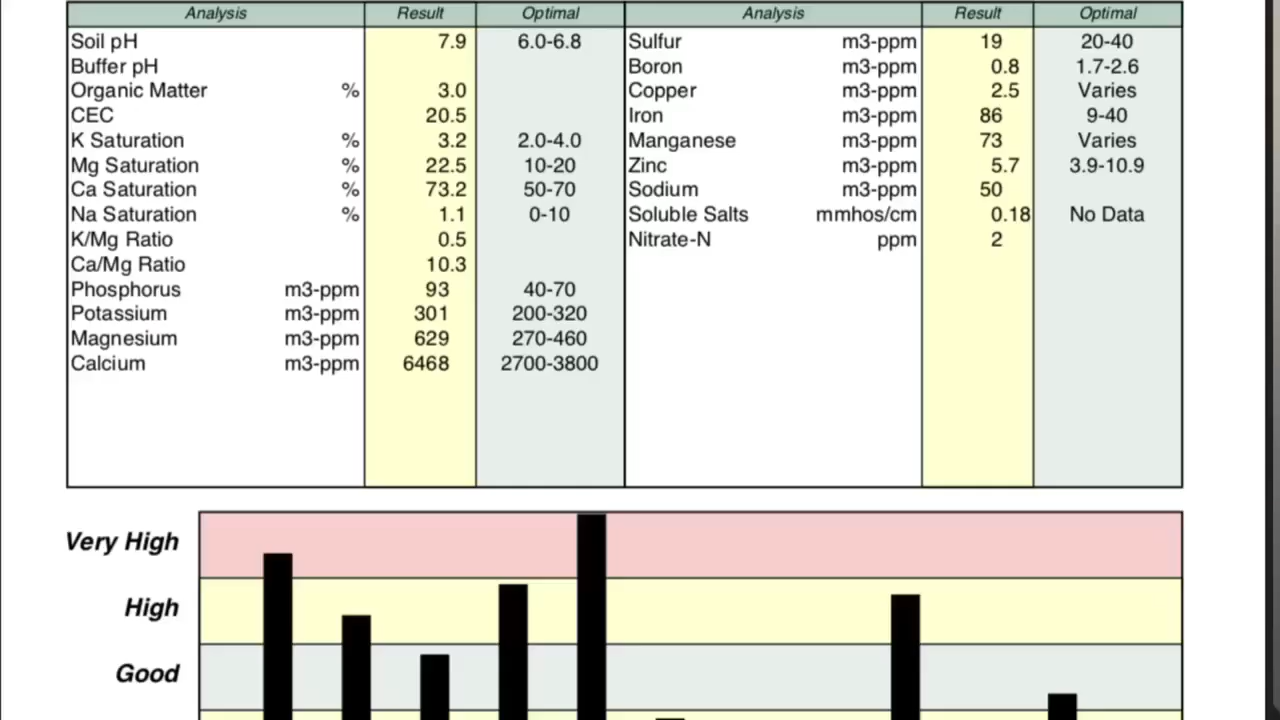 Analysis Result Optimal Analysis Result Optimal
Soil pH 7.9 6.0-6.8 Sulfur m3-ppm 19 20-40
Buffer pH Boron m3-ppm 0.8 1.7-2.6
Organic Matter % 3.0 Copper m3-ppm 2.5 Varies
CEC 20.5 Iron m3-ppm 86 9-40
K Saturation % 3.2 2.0-4.0 Manganese m3-ppm 73 Varies
Mg Saturation % 22.5 10-20 Zinc m3-ppm 5.7 3.9-10.9
Ca Saturation % 73.2 50-70 Sodium m3-ppm 50
Na Saturation % 1.1 0-10 Soluble Salts mmhos/cm 0.18 No Data
K/Mg Ratio 0.5 Nitrate-N ppm 2
Ca/Mg Ratio 10.3
Phosphorus m3-ppm 93 40-70
Potassium m3-ppm 301 200-320
Magnesium m3-ppm 629 270-460
Calcium m3-ppm 6468 2700-3800
Very High
High
Good